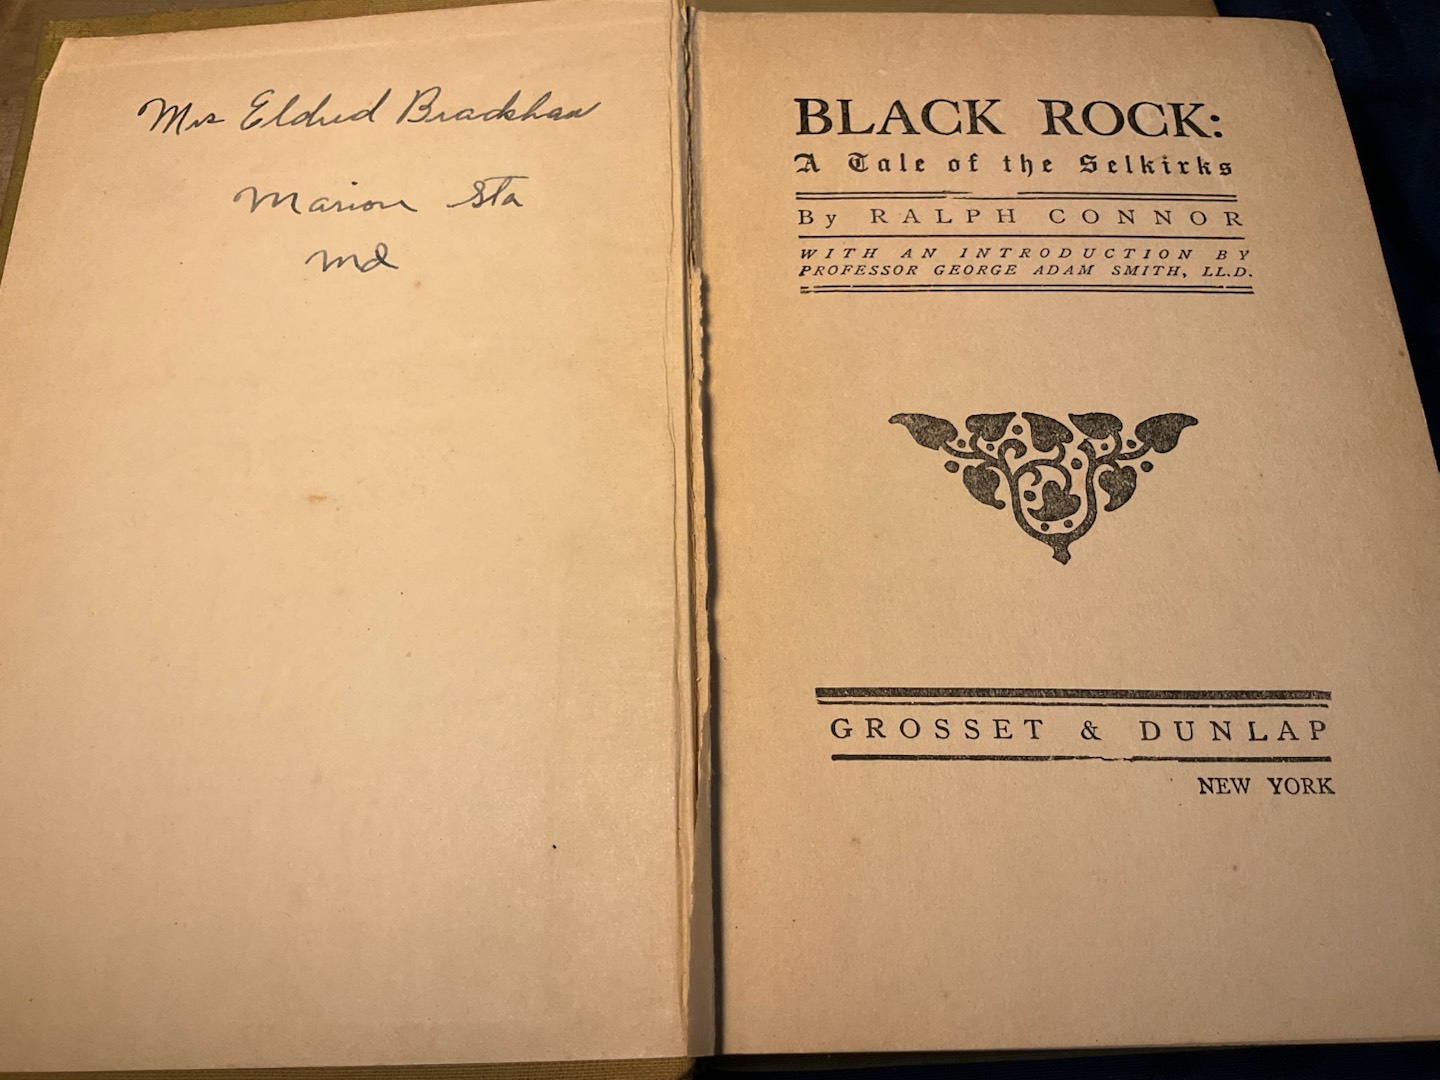 Mrs Eldred Bradshaw
Marion Sta
Md
BLACK ROCK:
A Tale of the Selkirks
By RALPH CONNOR
WITH AN INTRODUCTION BY
PROFESSOR GEORGE ADAM SMITH, LL.D.
GROSSET & DUNLAP
NEW YORK